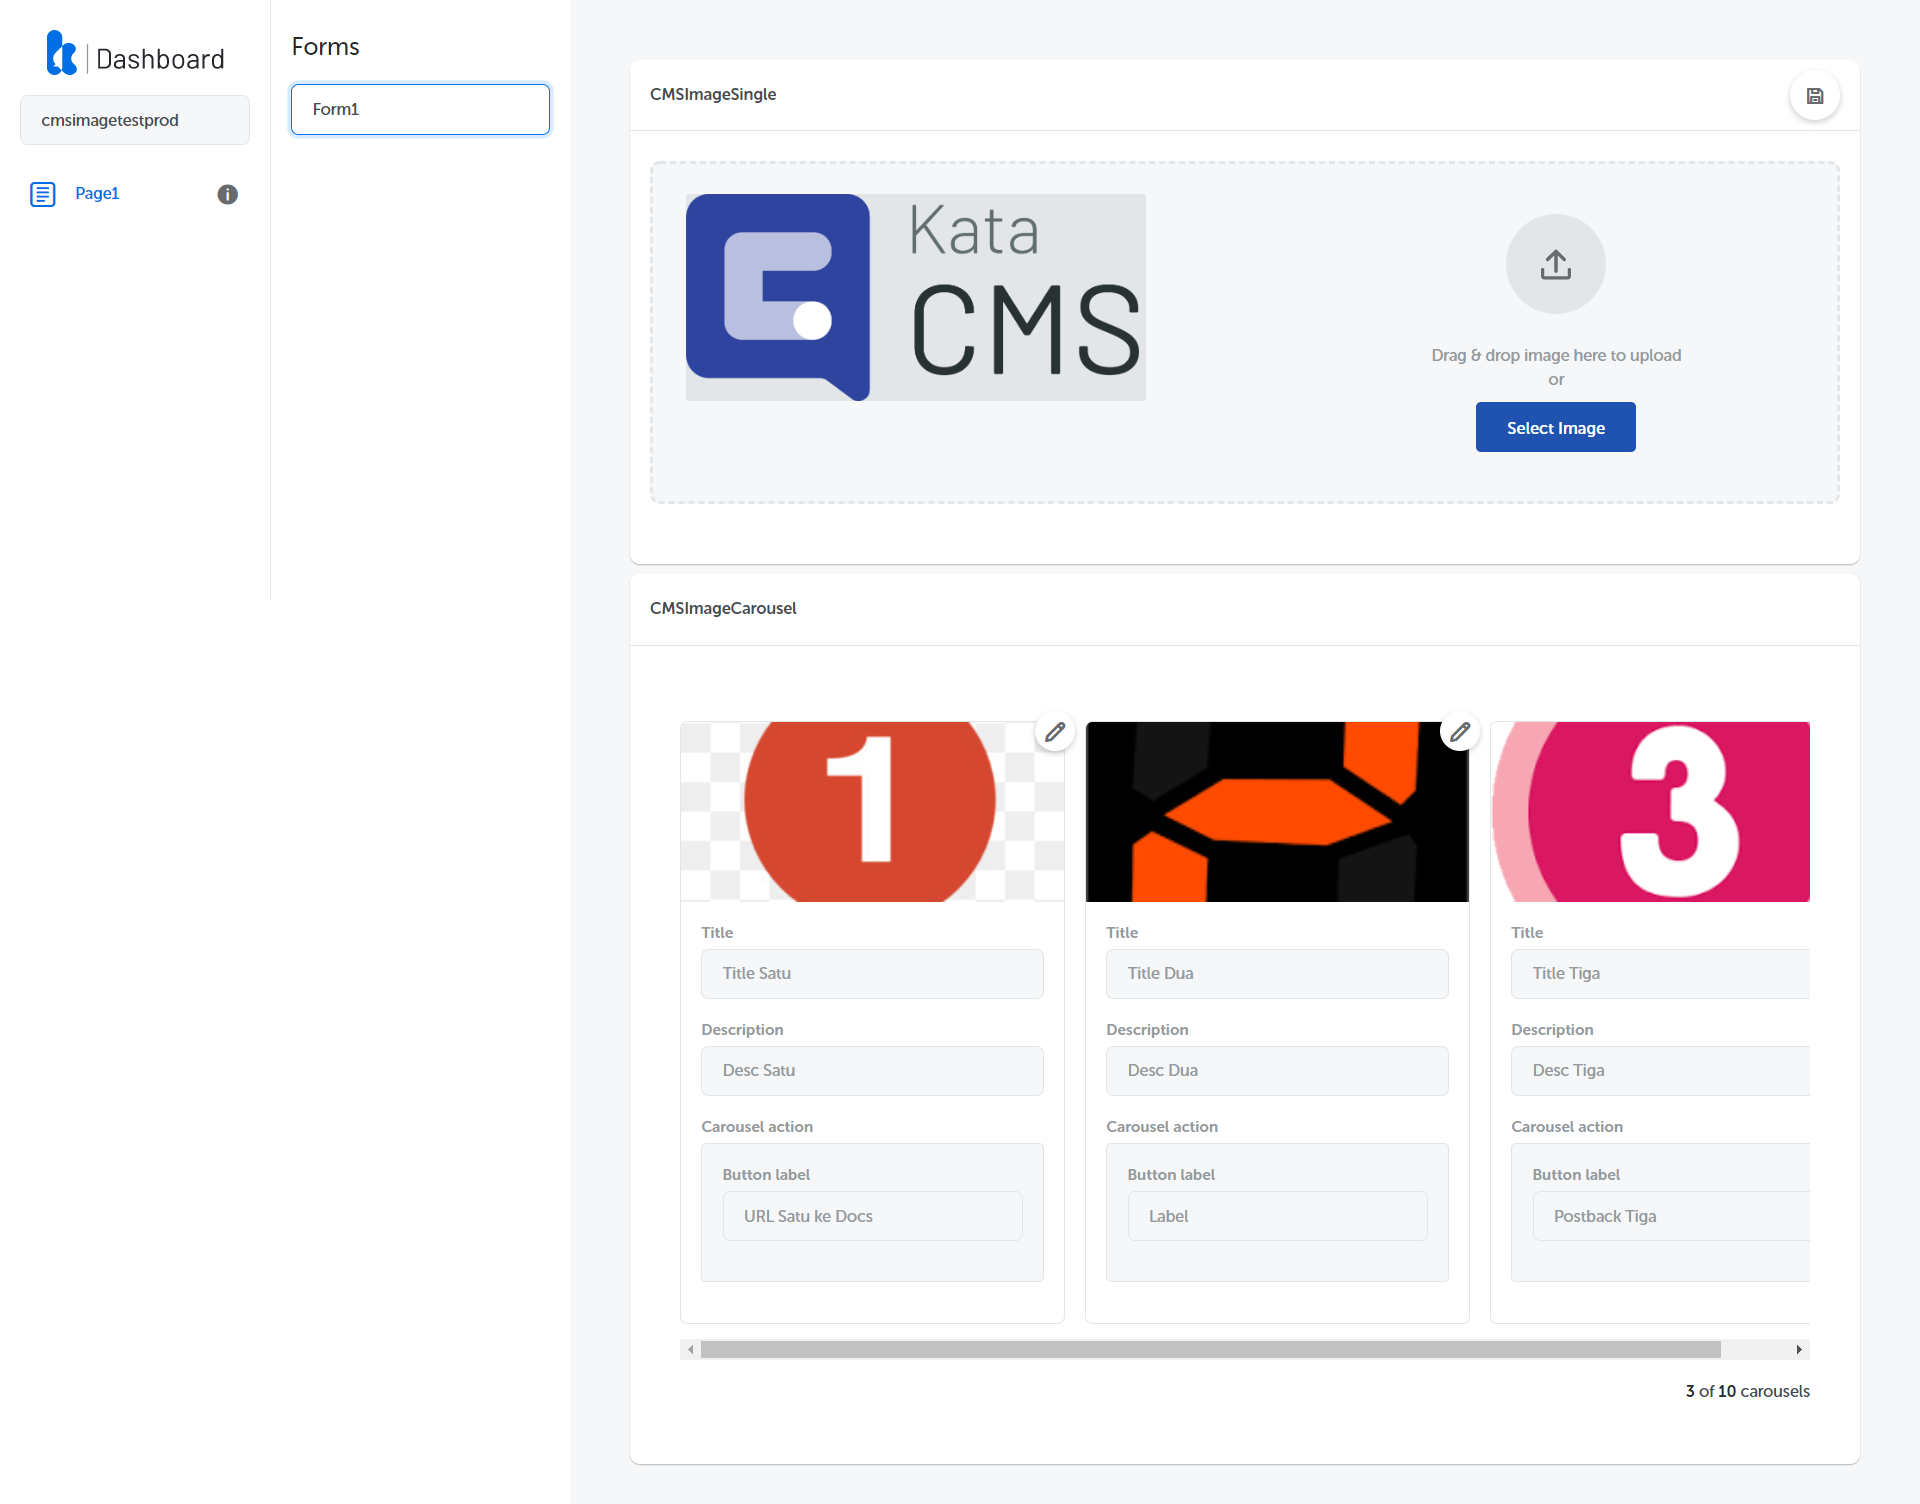 Dashboard
cmsimagetestprod
Page1
Forms
Form1
CMSImageSingle
Kata
CMS
Drag & drop image here to upload
or
Select Image
CMSImageCarousel
1
3
Title
Title Satu
Description
Desc Satu
Carousel action
Button label
URL Satu ke Docs
Title
Title Dua
Description
Desc Dua
Carousel action
Button label
Label
Title
Title Tiga
Description
Desc Tiga
Carousel action
Button label
Postback Tiga
3 of 10 carousels